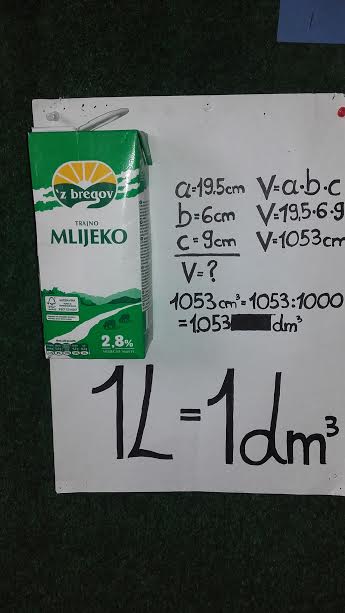 'z bregov
TRAJNO
MLIJEKO
2,8%
a=19.5cm V=a·b·c
b=6cm V=19,5·6·9
c=9cm V=1053cm
V=?
1053cm³=1053:1000
=1.053 dm³
1L=1dm³